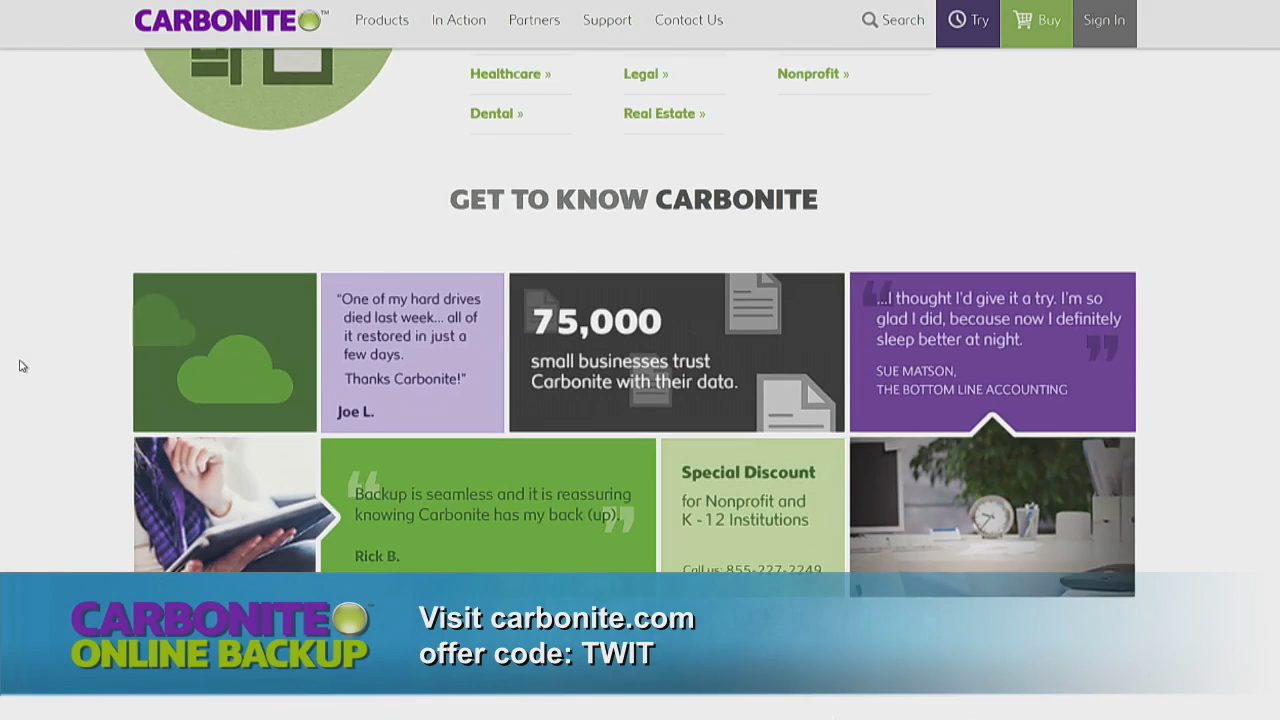 CARBONITE™ Products In Action Partners Support Contact Us Search Try Buy Sign In
Healthcare » Legal » Nonprofit »
Dental » Real Estate »
GET TO KNOW CARBONITE
"One of my hard drives
died last week... all of
it restored in just a
few days.
Thanks Carbonite!"
Joe L.
75,000
small businesses trust
Carbonite with their data.
“...I thought I'd give it a try. I'm so
glad I did, because now I definitely
sleep better at night.”
SUE MATSON,
THE BOTTOM LINE ACCOUNTING
“Backup is seamless and it is reassuring
knowing Carbonite has my back (up).”
Rick B.
Special Discount
for Nonprofit and
K - 12 Institutions
Call us: 855-227-2249
CARBONITE™
ONLINE BACKUP
Visit carbonite.com
offer code: TWIT